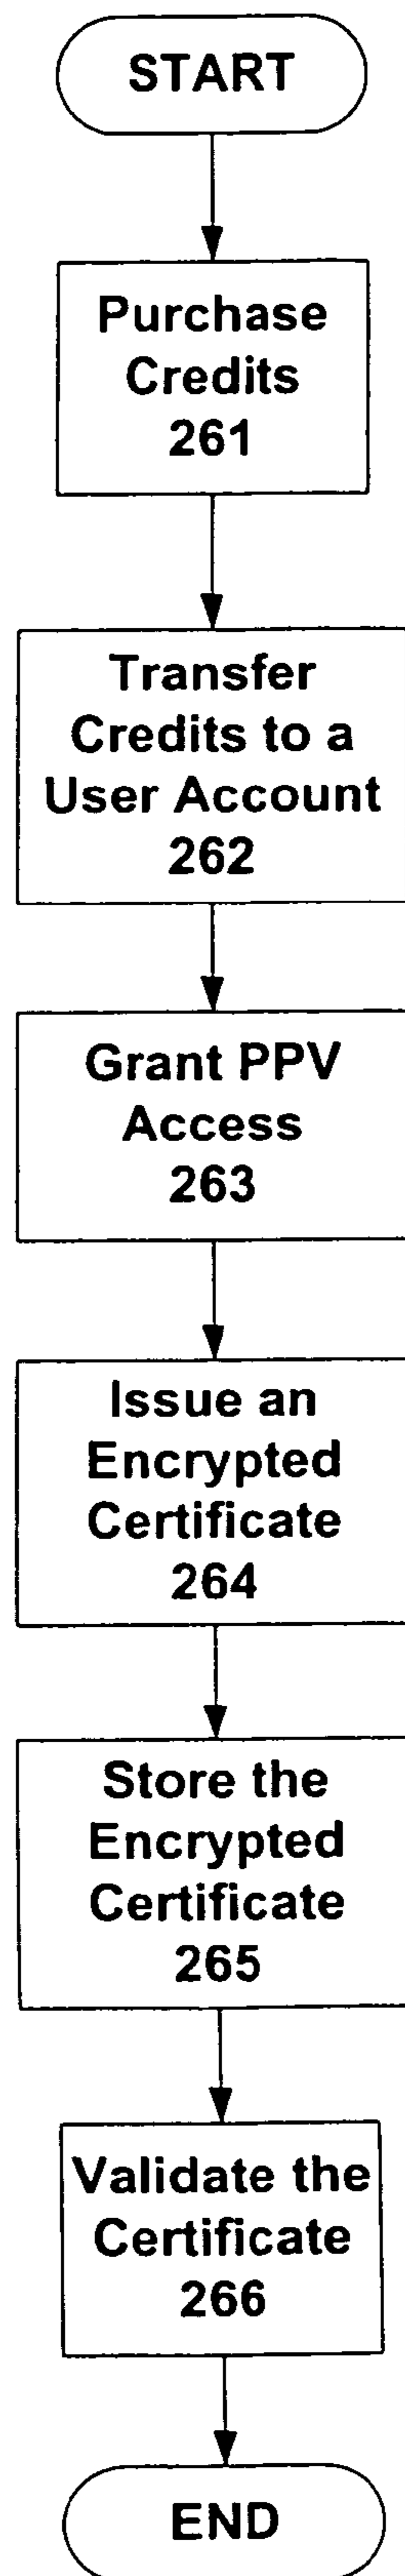 START
Purchase
Credits
261
Transfer
Credits to a
User Account
262
Grant PPV
Access
263
Issue an
Encrypted
Certificate
264
Store the
Encrypted
Certificate
265
Validate the
Certificate
266
END